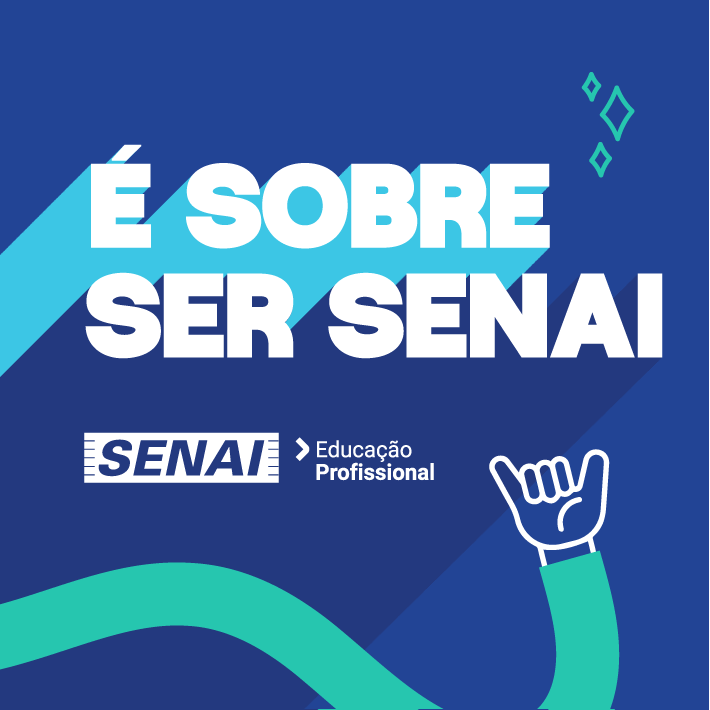 É SOBRE
SER SENAI
SENAI
Educação
Profissional